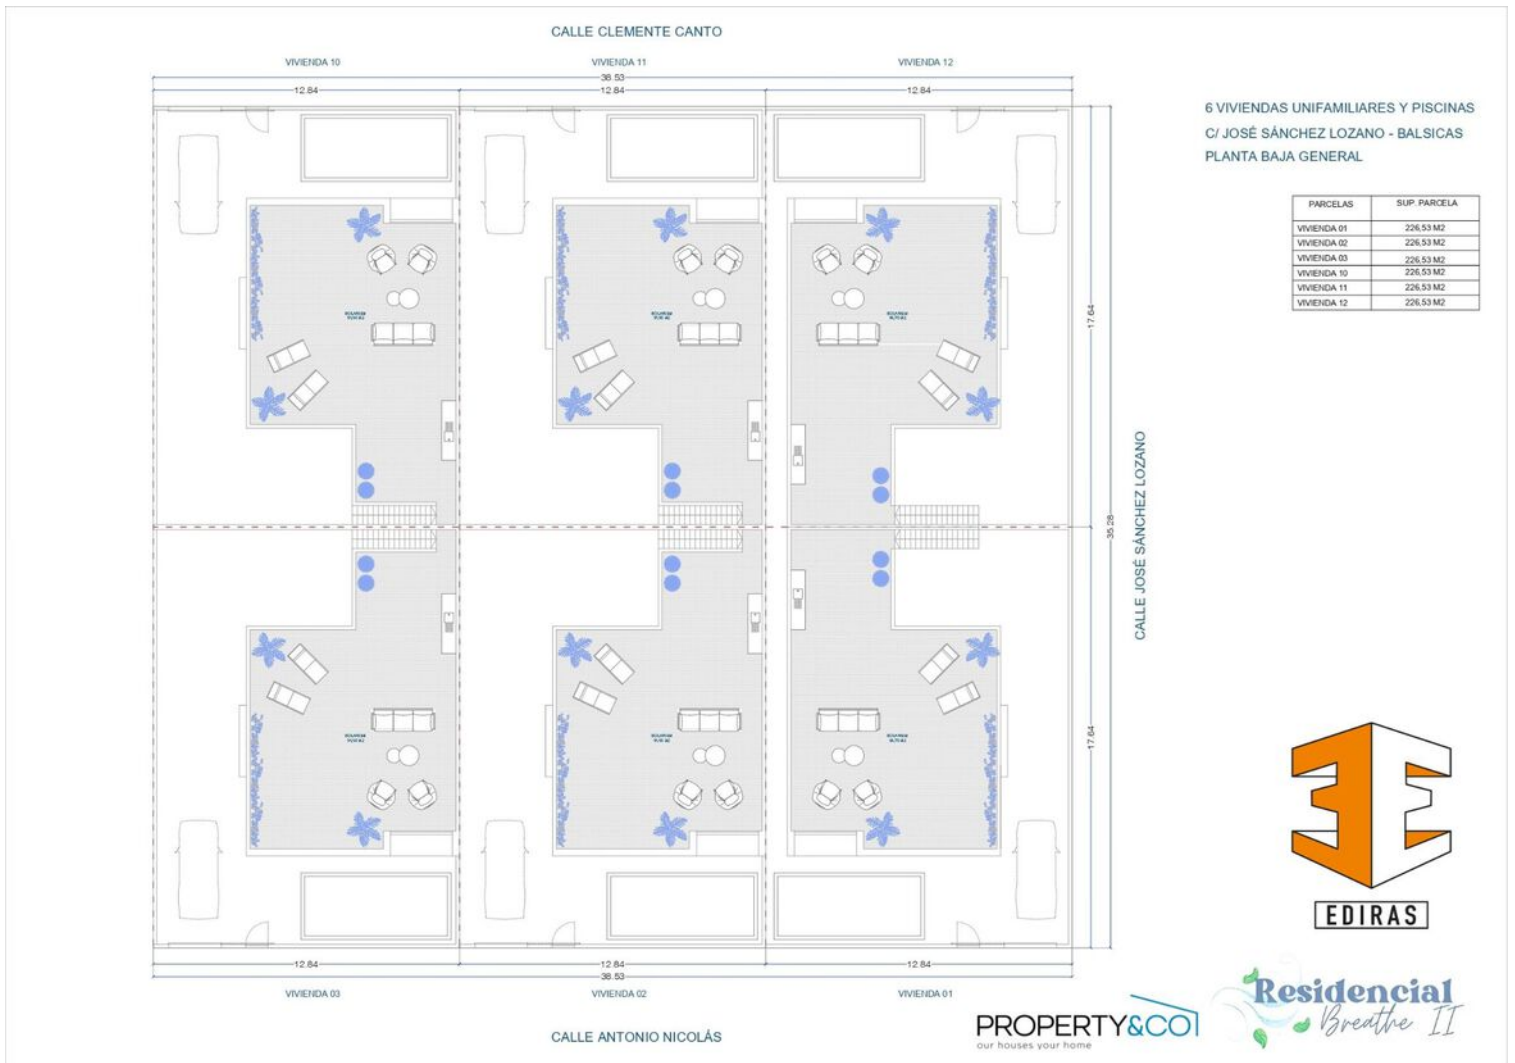 CALLE CLEMENTE CANTO
VIVIENDA 10
VIVIENDA 11
VIVIENDA 12
38.53
12.84
12.84
12.84
6 VIVIENDAS UNIFAMILIARES Y PISCINAS
C/ JOSÉ SÁNCHEZ LOZANO - BALSICAS
PLANTA BAJA GENERAL
PARCELAS SUP. PARCELA
VIVIENDA 01 226,53 M2
VIVIENDA 02 226,53 M2
VIVIENDA 03 226,53 M2
VIVIENDA 10 226,53 M2
VIVIENDA 11 226,53 M2
VIVIENDA 12 226,53 M2
17.64
35.28
17.64
CALLE JOSÉ SÁNCHEZ LOZANO
12.84
12.84
12.84
38.53
VIVIENDA 03
VIVIENDA 02
VIVIENDA 01
CALLE ANTONIO NICOLÁS
EDIRAS
PROPERTY&CO
our houses your home
Residencial
Breathe II